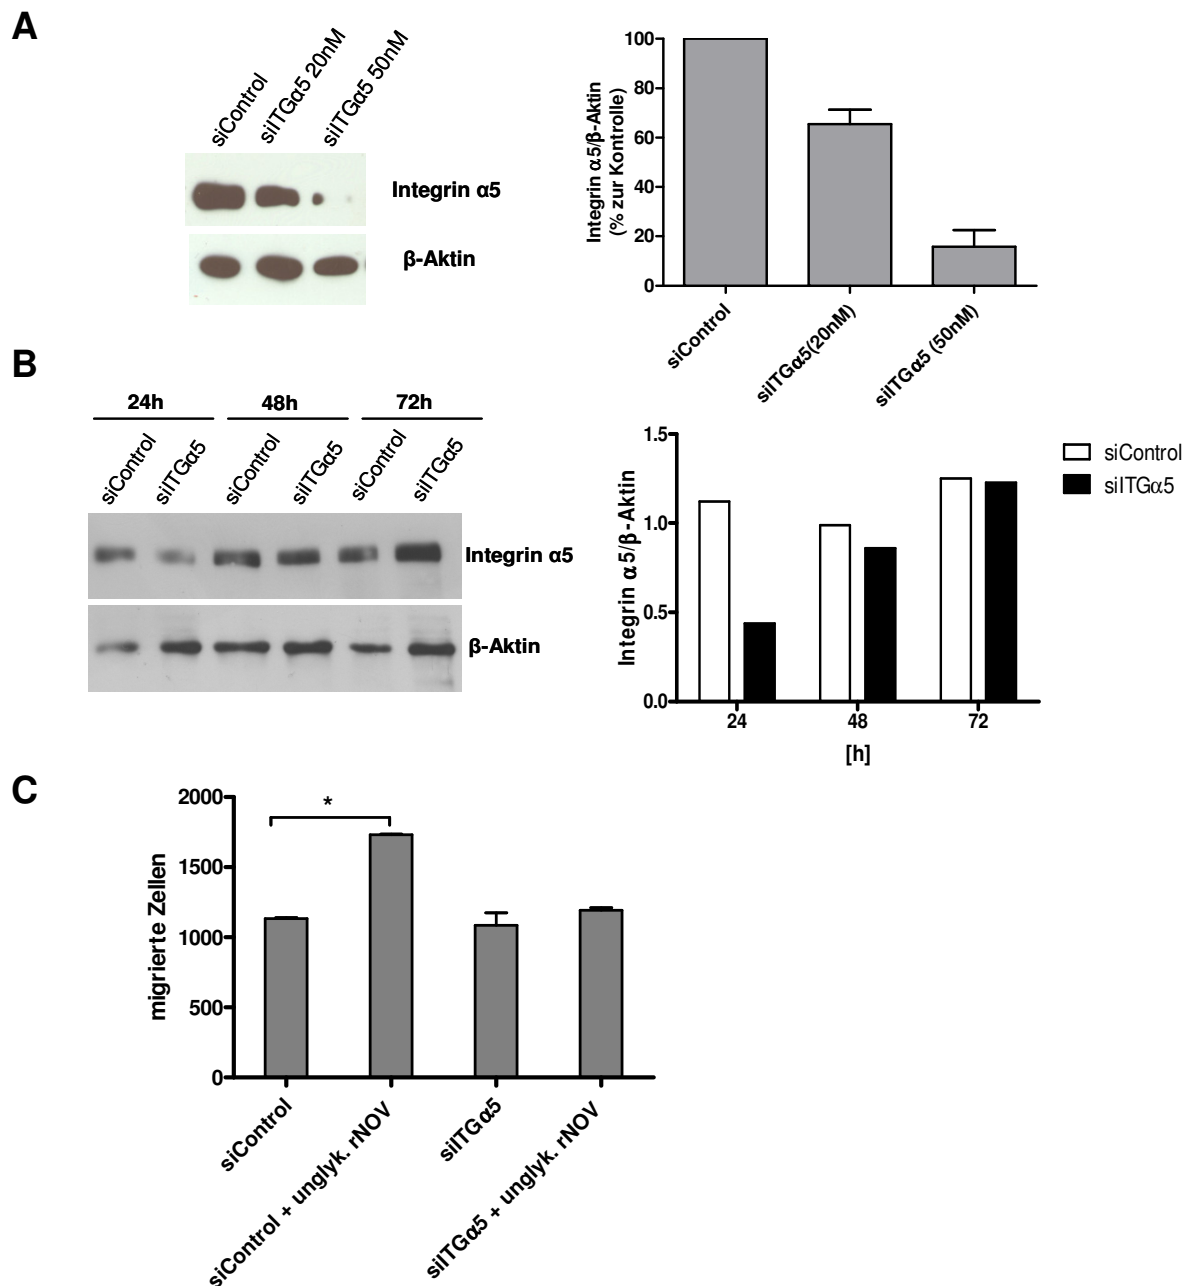 A
siControl
siITGα5 20nM
siITGα5 50nM
Integrin α5
β-Aktin
Integrin α5/β-Aktin
(% zur Kontrolle)
100
80
60
40
20
0
siControl
siITGα5(20nM)
siITGα5 (50nM)
B
24h 48h 72h
siControl
siITGα5
siControl
siITGα5
siControl
siITGα5
Integrin α5
β-Aktin
Integrin α5/β-Aktin
1.5
1.0
0.5
0.0
24 48 72
[h]
siControl
siITGα5
C
migrierte Zellen
2000
1500
1000
500
0
*
siControl
siControl + unglyk. rNOV
siITGα5
siITGα5 + unglyk. rNOV